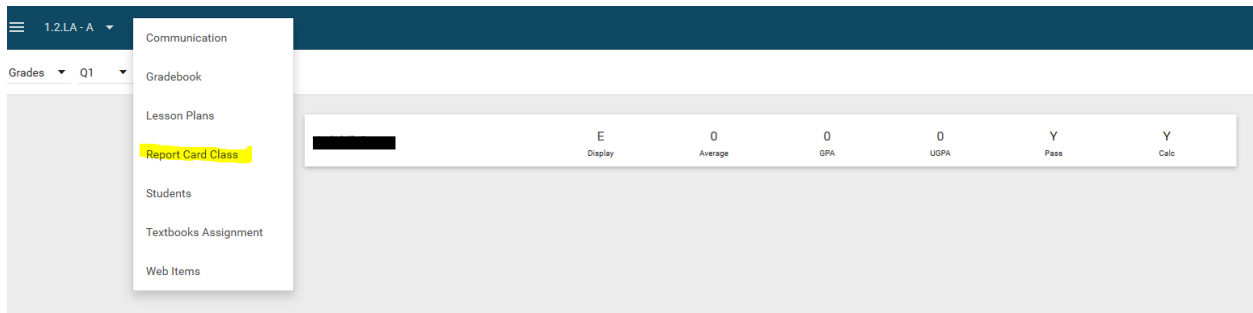 1.2.LA - A
Communication
Grades Q1
Gradebook
Lesson Plans
Report Card Class
Students
Textbooks Assignment
Web Items
E 0 0 0 Y Y
Display Average GPA UGPA Pass Calc